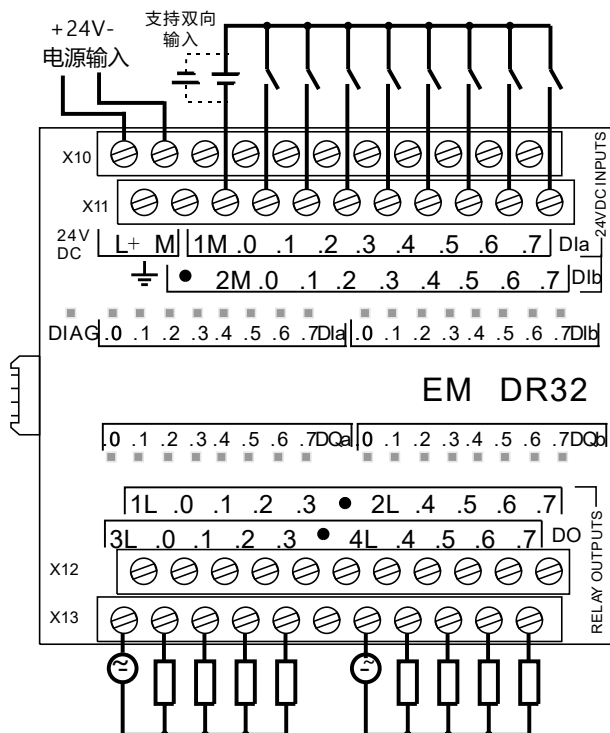 +24V-
电源输入
支持双向
输入
X10
X11
24VDC INPUTS
24V
DC
L+ M 1M .0 .1 .2 .3 .4 .5 .6 .7 DIa
2M .0 .1 .2 .3 .4 .5 .6 .7 DIb
DIAG .0 .1 .2 .3 .4 .5 .6 .7 DIa .0 .1 .2 .3 .4 .5 .6 .7 DIb
EM DR32
.0 .1 .2 .3 .4 .5 .6 .7 DQa .0 .1 .2 .3 .4 .5 .6 .7 DQb
1L .0 .1 .2 .3 2L .4 .5 .6 .7
3L .0 .1 .2 .3 4L .4 .5 .6 .7 DO
RELAY OUTPUTS
X12
X13